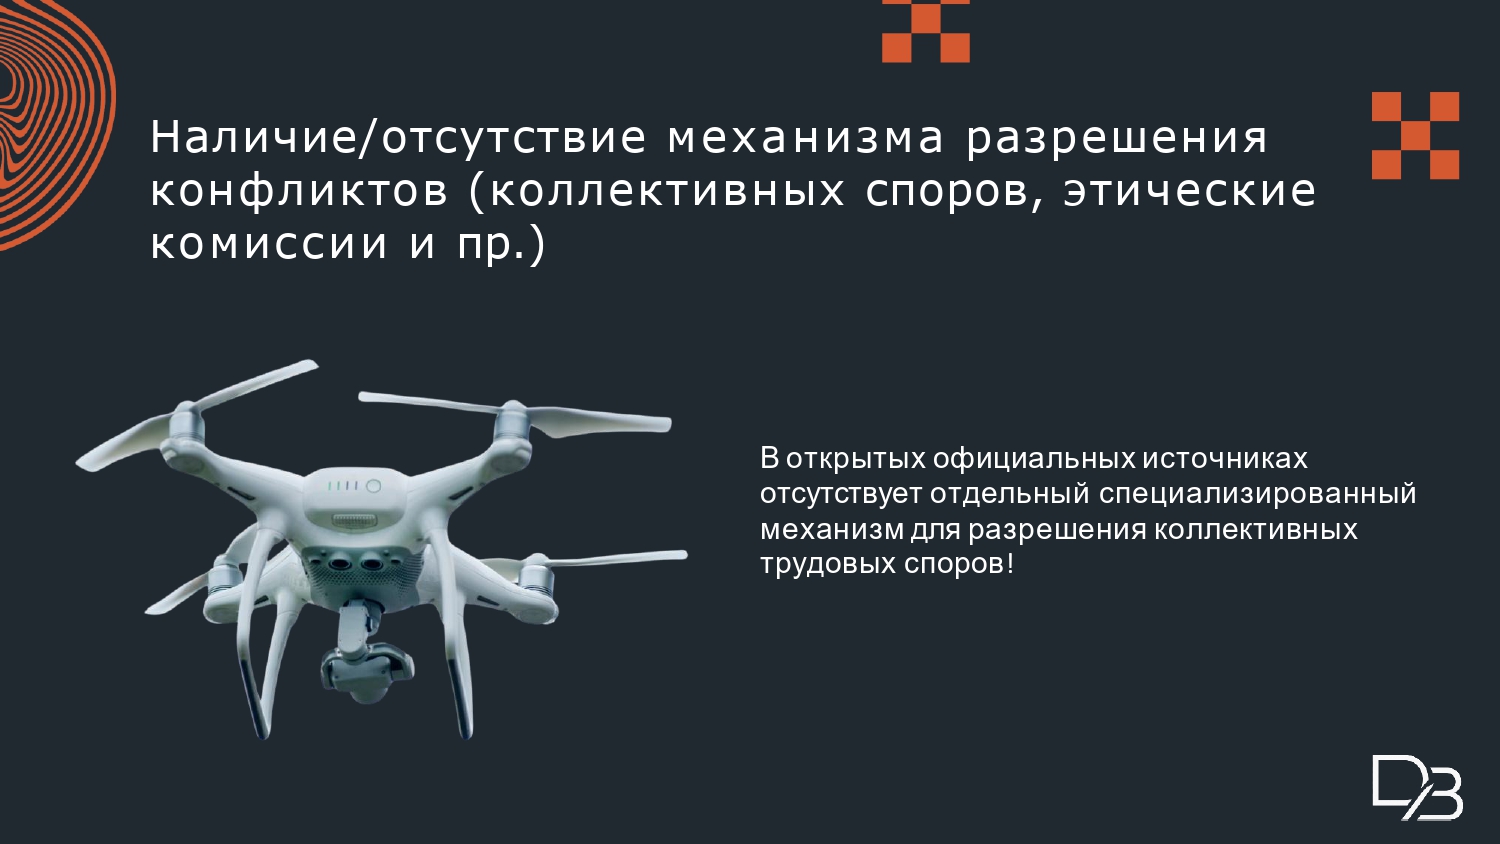 Наличие/отсутствие механизма разрешения
конфликтов (коллективных споров, этические
комиссии и пр.)
В открытых официальных источниках
отсутствует отдельный специализированный
механизм для разрешения коллективных
трудовых споров!
DB